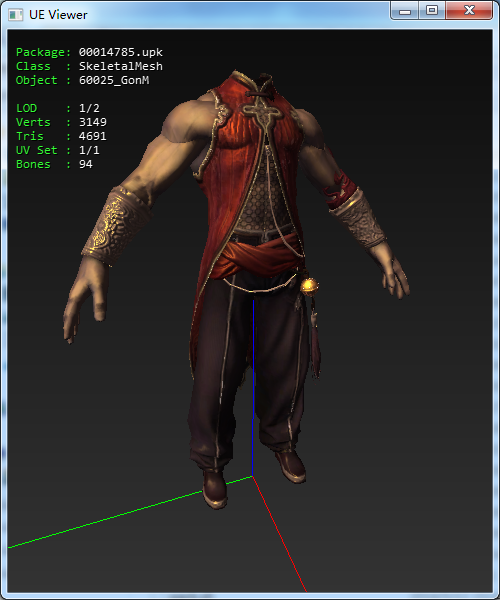 UE Viewer
Package: 00014785.upk
Class : SkeletalMesh
Object : 60025_GonM
LOD : 1/2
Verts : 3149
Tris : 4691
UV Set : 1/1
Bones : 94